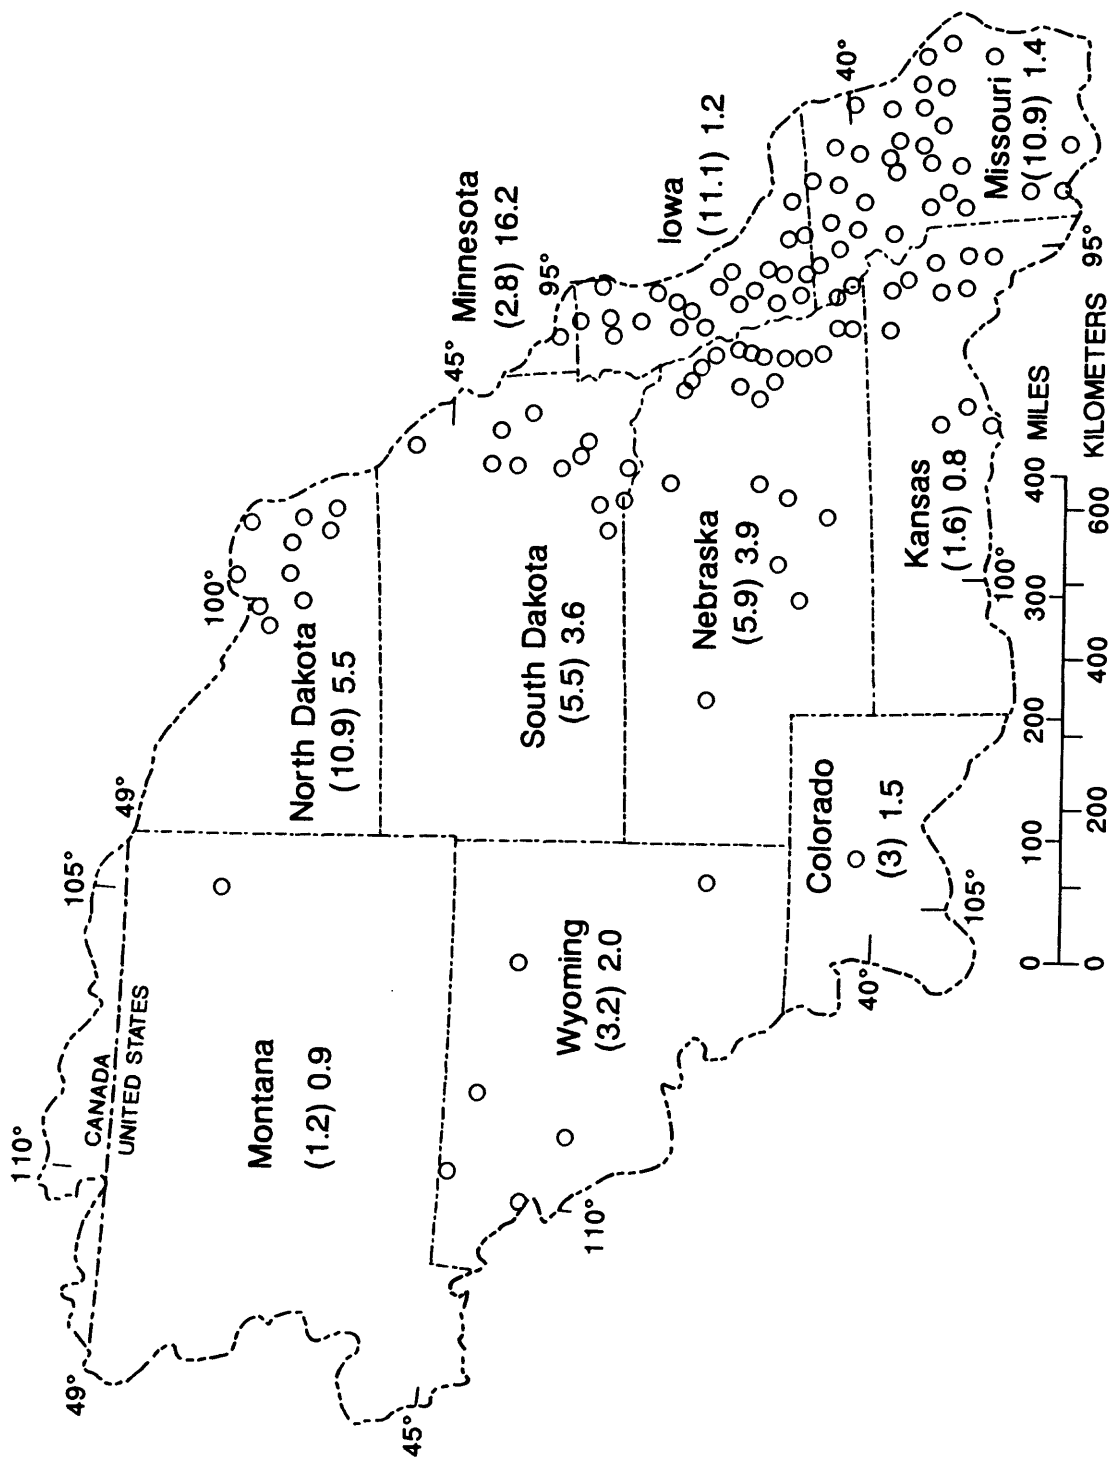 110°
CANADA
UNITED STATES
105°
49°
100°
49°
Montana
(1.2) 0.9
North Dakota
(10.9) 5.5
45°
45°
Minnesota
(2.8) 16.2
95°
South Dakota
(5.5) 3.6
Wyoming
(3.2) 2.0
110°
Iowa
(11.1) 1.2
Nebraska
(5.9) 3.9
Colorado
(3) 1.5
40°
40°
105°
Kansas
(1.6) 0.8
100°
Missouri
(10.9) 1.4
95°
0 100 200 300 400 MILES
0 200 400 600 KILOMETERS